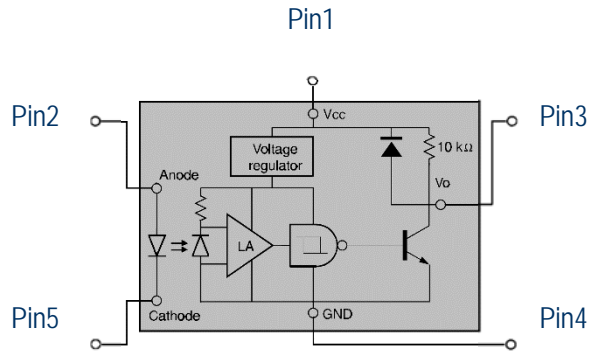 Pin1
Pin2
Pin3
Vcc
Voltage
regulator
10 kΩ
Anode
Vo
LA
Cathode
GND
Pin5
Pin4